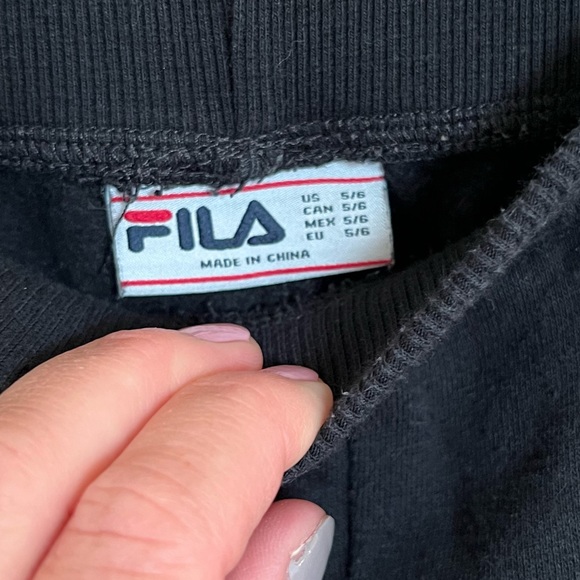 FILA
US 5/6
CAN 5/6
MEX 5/6
EU 5/6
MADE IN CHINA